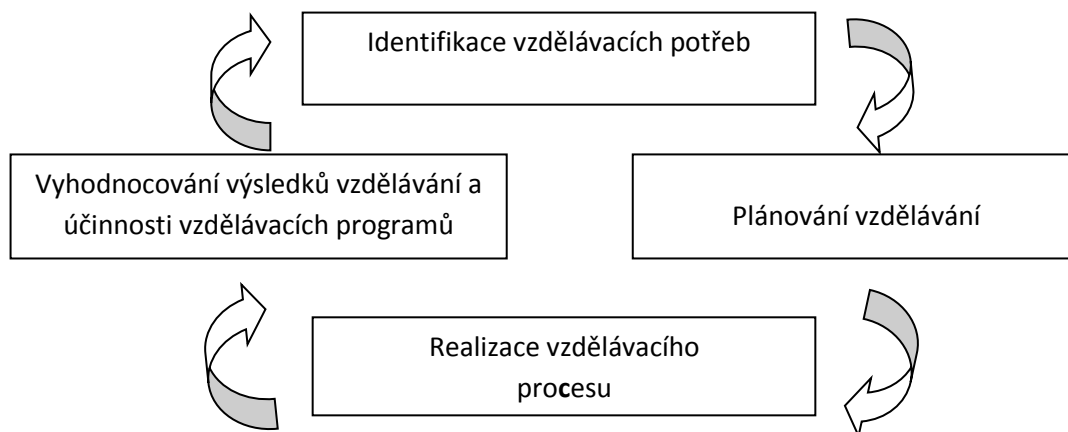 Identifikace vzdělávacích potřeb
Vyhodnocování výsledků vzdělávání a
účinnosti vzdělávacích programů
Plánování vzdělávání
Realizace vzdělávacího
procesu